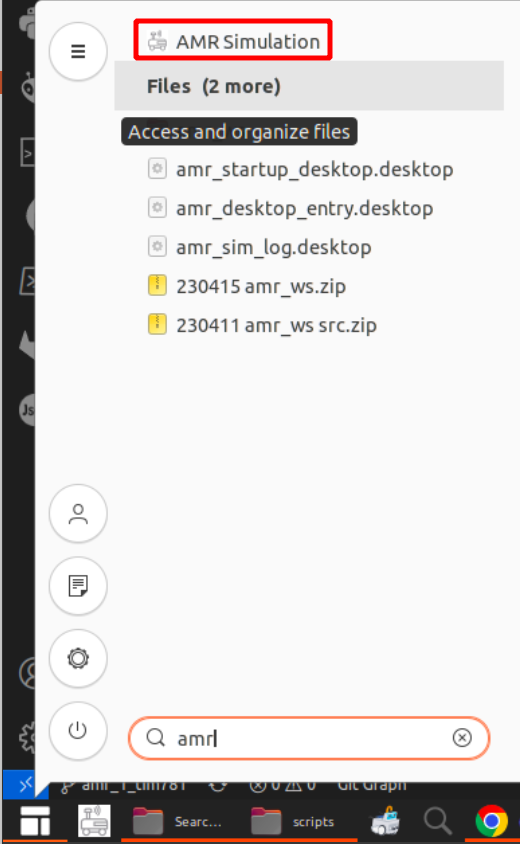 AMR Simulation
Files (2 more)
Access and organize files
amr_startup_desktop.desktop
amr_desktop_entry.desktop
amr_sim_log.desktop
230415 amr_ws.zip
230411 amr_ws src.zip
Js
amr
amr_1_tim781
0
0
Git Graph
Searc...
scripts